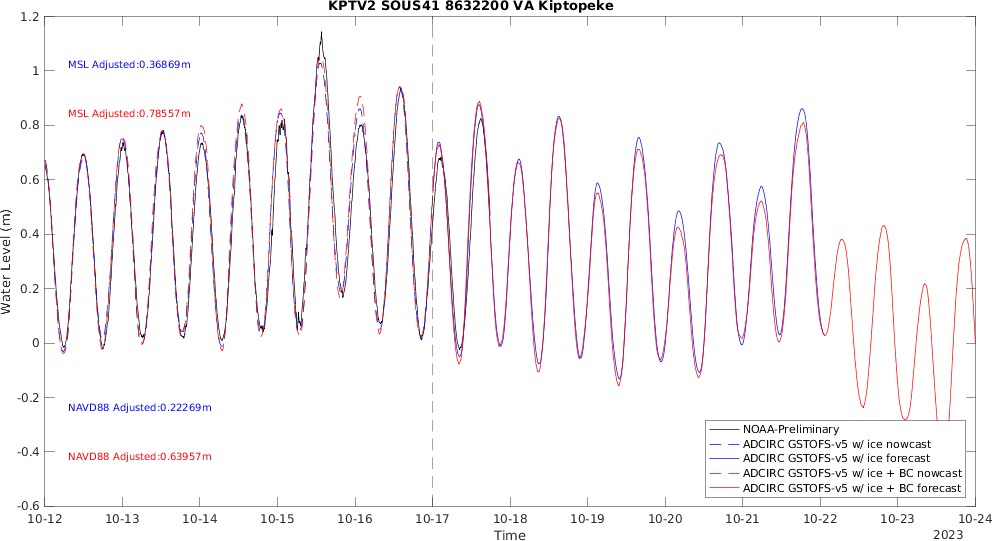 KPTV2 SOUS41 8632200 VA Kiptopeke
1.2
1
0.8
0.6
0.4
0.2
0
-0.2
-0.4
-0.6
Water Level (m)
MSL Adjusted:0.36869m
MSL Adjusted:0.78557m
NAVD88 Adjusted:0.22269m
NAVD88 Adjusted:0.63957m
NOAA-Preliminary
ADCIRC GSTOFS-v5 w/ ice nowcast
ADCIRC GSTOFS-v5 w/ ice forecast
ADCIRC GSTOFS-v5 w/ ice + BC nowcast
ADCIRC GSTOFS-v5 w/ ice + BC forecast
10-12 10-13 10-14 10-15 10-16 10-17 10-18 10-19 10-20 10-21 10-22 10-23 10-24
Time
2023